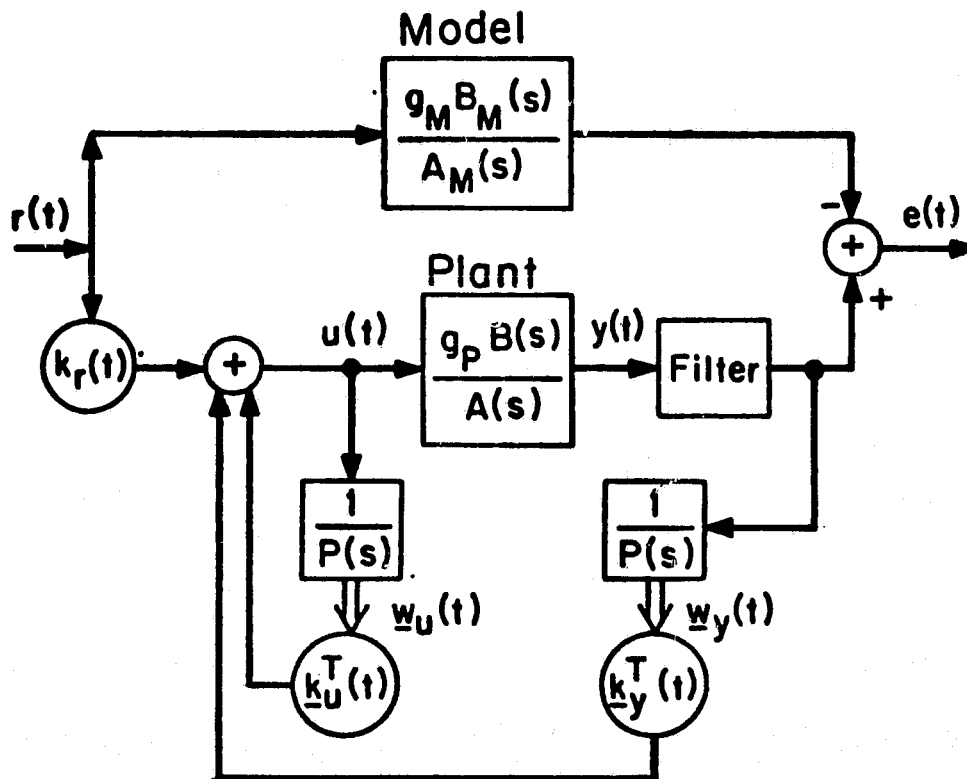 Model
g_M B_M(s)
A_M(s)
r(t)
-
+
e(t)
+
Plant
k_r(t)
+
u(t)
g_P B(s)
A(s)
y(t)
Filter
1
P(s)
1
P(s)
w_u(t)
w_y(t)
k_u^T(t)
k_y^T(t)